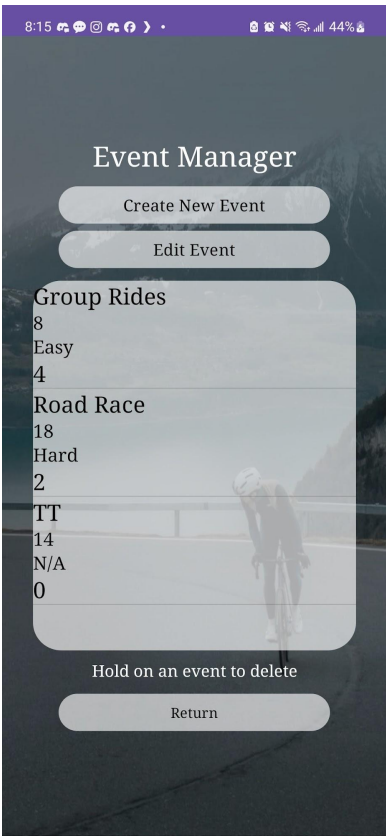 8:15
44%
Event Manager
Create New Event
Edit Event
Group Rides
8
Easy
4
Road Race
18
Hard
2
TT
14
N/A
0
Hold on an event to delete
Return